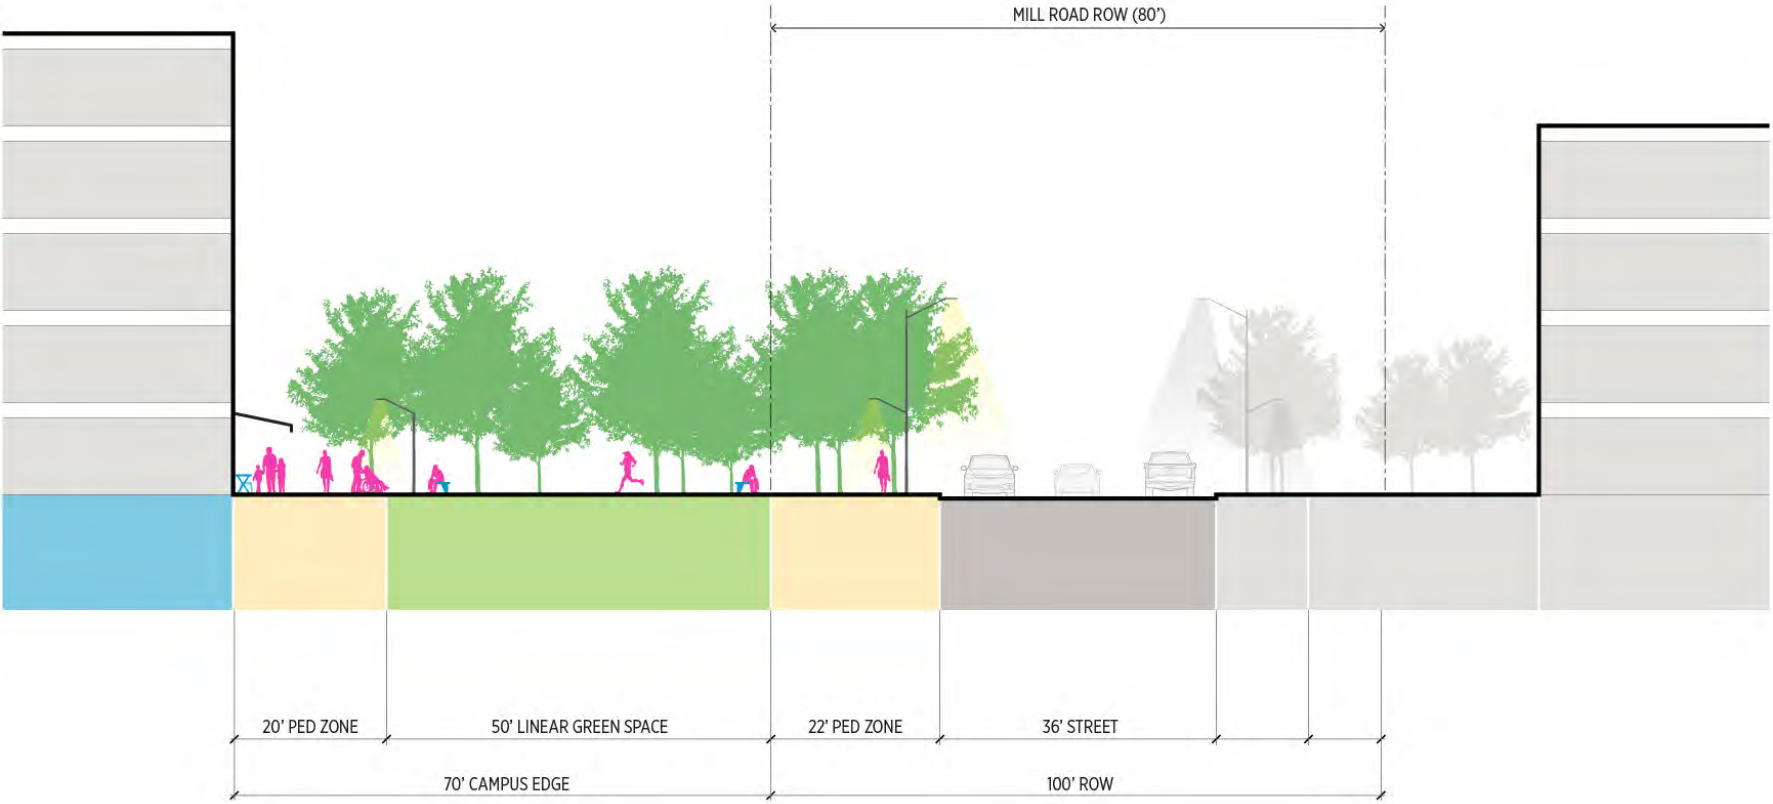 MILL ROAD ROW (80’)
20’ PED ZONE
50’ LINEAR GREEN SPACE
22’ PED ZONE
36’ STREET
70’ CAMPUS EDGE
100’ ROW